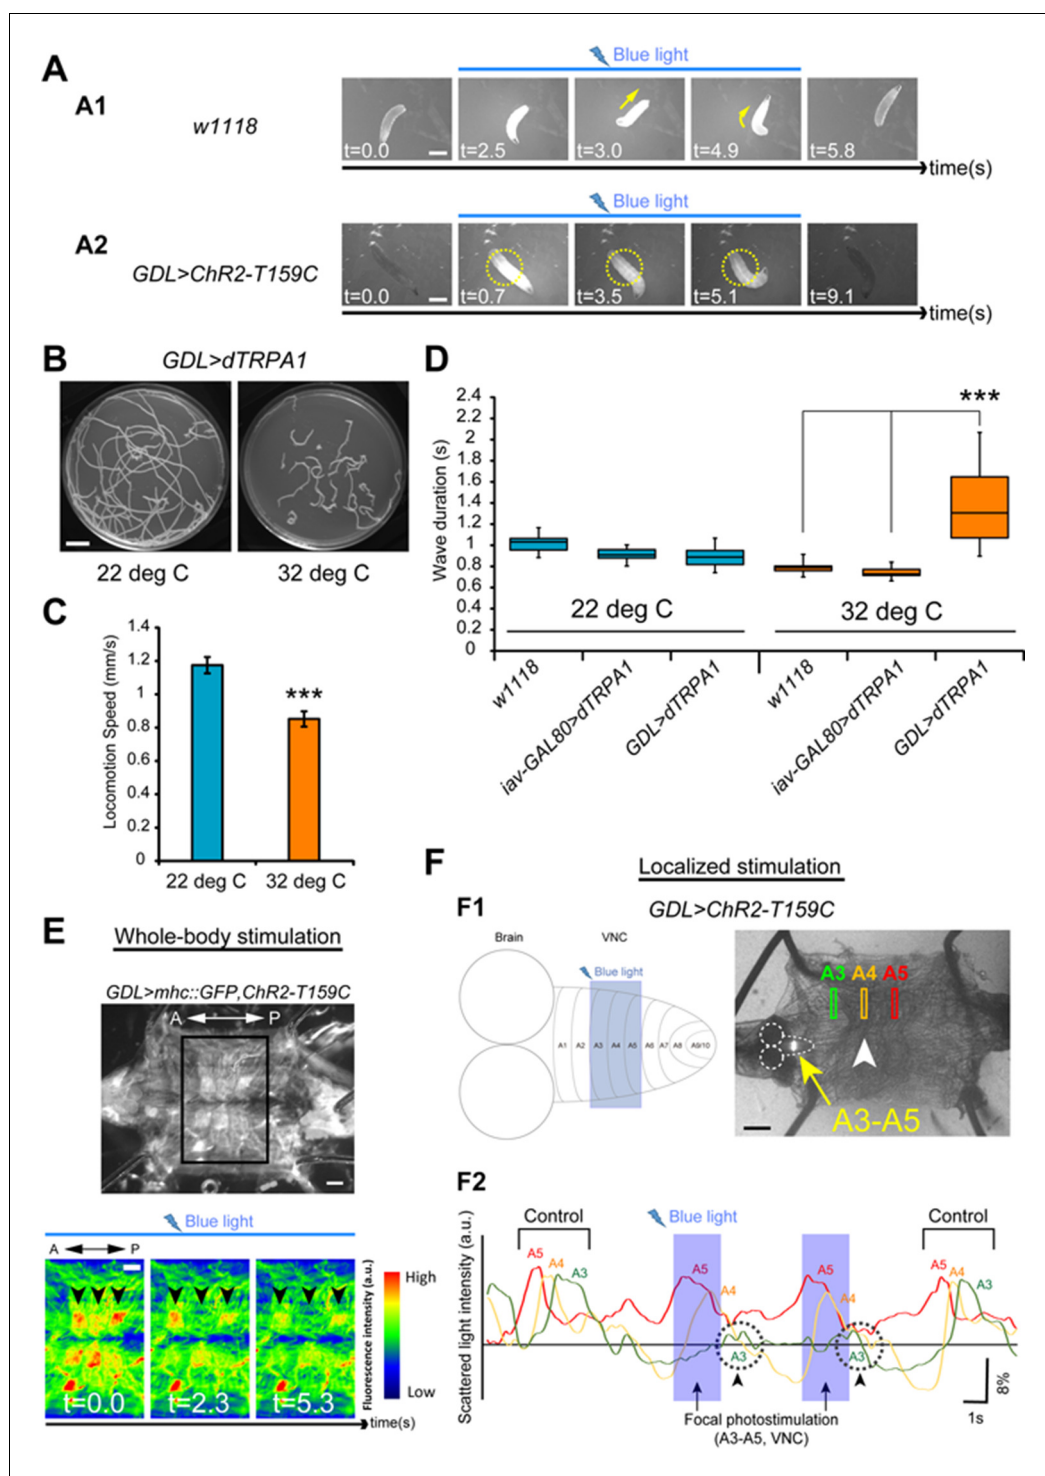 A
Blue light
A1
w1118
t=0.0
t=2.5
t=3.0
t=4.9
t=5.8
time(s)
Blue light
A2
GDL>ChR2-T159C
t=0.0
t=0.7
t=3.5
t=5.1
t=9.1
time(s)
B
GDL>dTRPA1
22 deg C
32 deg C
C
Locomotion Speed (mm/s)
1.4
1.2
1
0.8
0.6
0.4
0.2
0
***
22 deg C
32 deg C
D
Wave duration (s)
2.4
2.2
2
1.8
1.6
1.4
1.2
1
0.8
0.6
0.4
0.2
0
***
22 deg C
32 deg C
w1118
iav-GAL80>dTRPA1
GDL>dTRPA1
w1118
iav-GAL80>dTRPA1
GDL>dTRPA1
E
Whole-body stimulation
GDL>mhc::GFP,ChR2-T159C
A P
Blue light
A P
t=0.0
t=2.3
t=5.3
time(s)
Fluorescence intensity (a.u.)
High
Low
F
Localized stimulation
F1
GDL>ChR2-T159C
Brain
VNC
Blue light
A1 A2 A3 A4 A5 A6 A7 A8 A9/10
A3 A4 A5
A3-A5
F2
Scattered light intensity (a.u.)
Control
Blue light
Control
A5 A4 A3
A5 A4 A3
A5 A4 A3
A5 A4 A3
Focal photostimulation
(A3-A5, VNC)
8%
1s